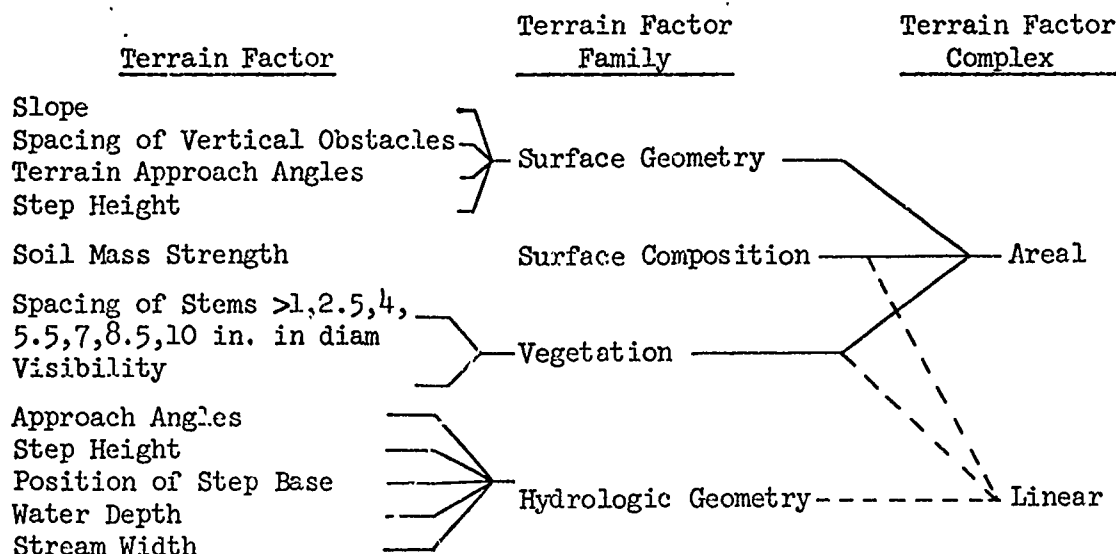 Terrain Factor
Terrain Factor Family
Terrain Factor Complex
Slope
Spacing of Vertical Obstacles
Terrain Approach Angles
Step Height
Surface Geometry
Soil Mass Strength
Surface Composition
Areal
Spacing of Stems >1,2.5,4,
5.5,7,8.5,10 in. in diam
Visibility
Vegetation
Approach Angles
Step Height
Position of Step Base
Water Depth
Stream Width
Hydrologic Geometry
Linear